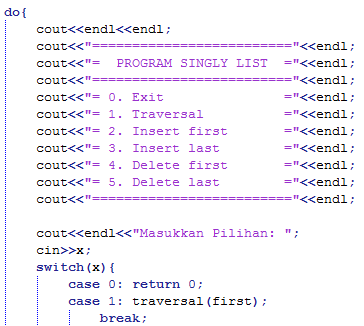 do{
cout<<endl<<endl;
cout<<"=========================="<<endl;
cout<<"=  PROGRAM SINGLY LIST  ="<<endl;
cout<<"=========================="<<endl;
cout<<"= 0. Exit               ="<<endl;
cout<<"= 1. Traversal          ="<<endl;
cout<<"= 2. Insert first       ="<<endl;
cout<<"= 3. Insert last        ="<<endl;
cout<<"= 4. Delete first       ="<<endl;
cout<<"= 5. Delete last        ="<<endl;
cout<<"=========================="<<endl;
cout<<endl<<"Masukkan Pilihan: ";
cin>>x;
switch(x){
case 0: return 0;
case 1: traversal(first);
break;